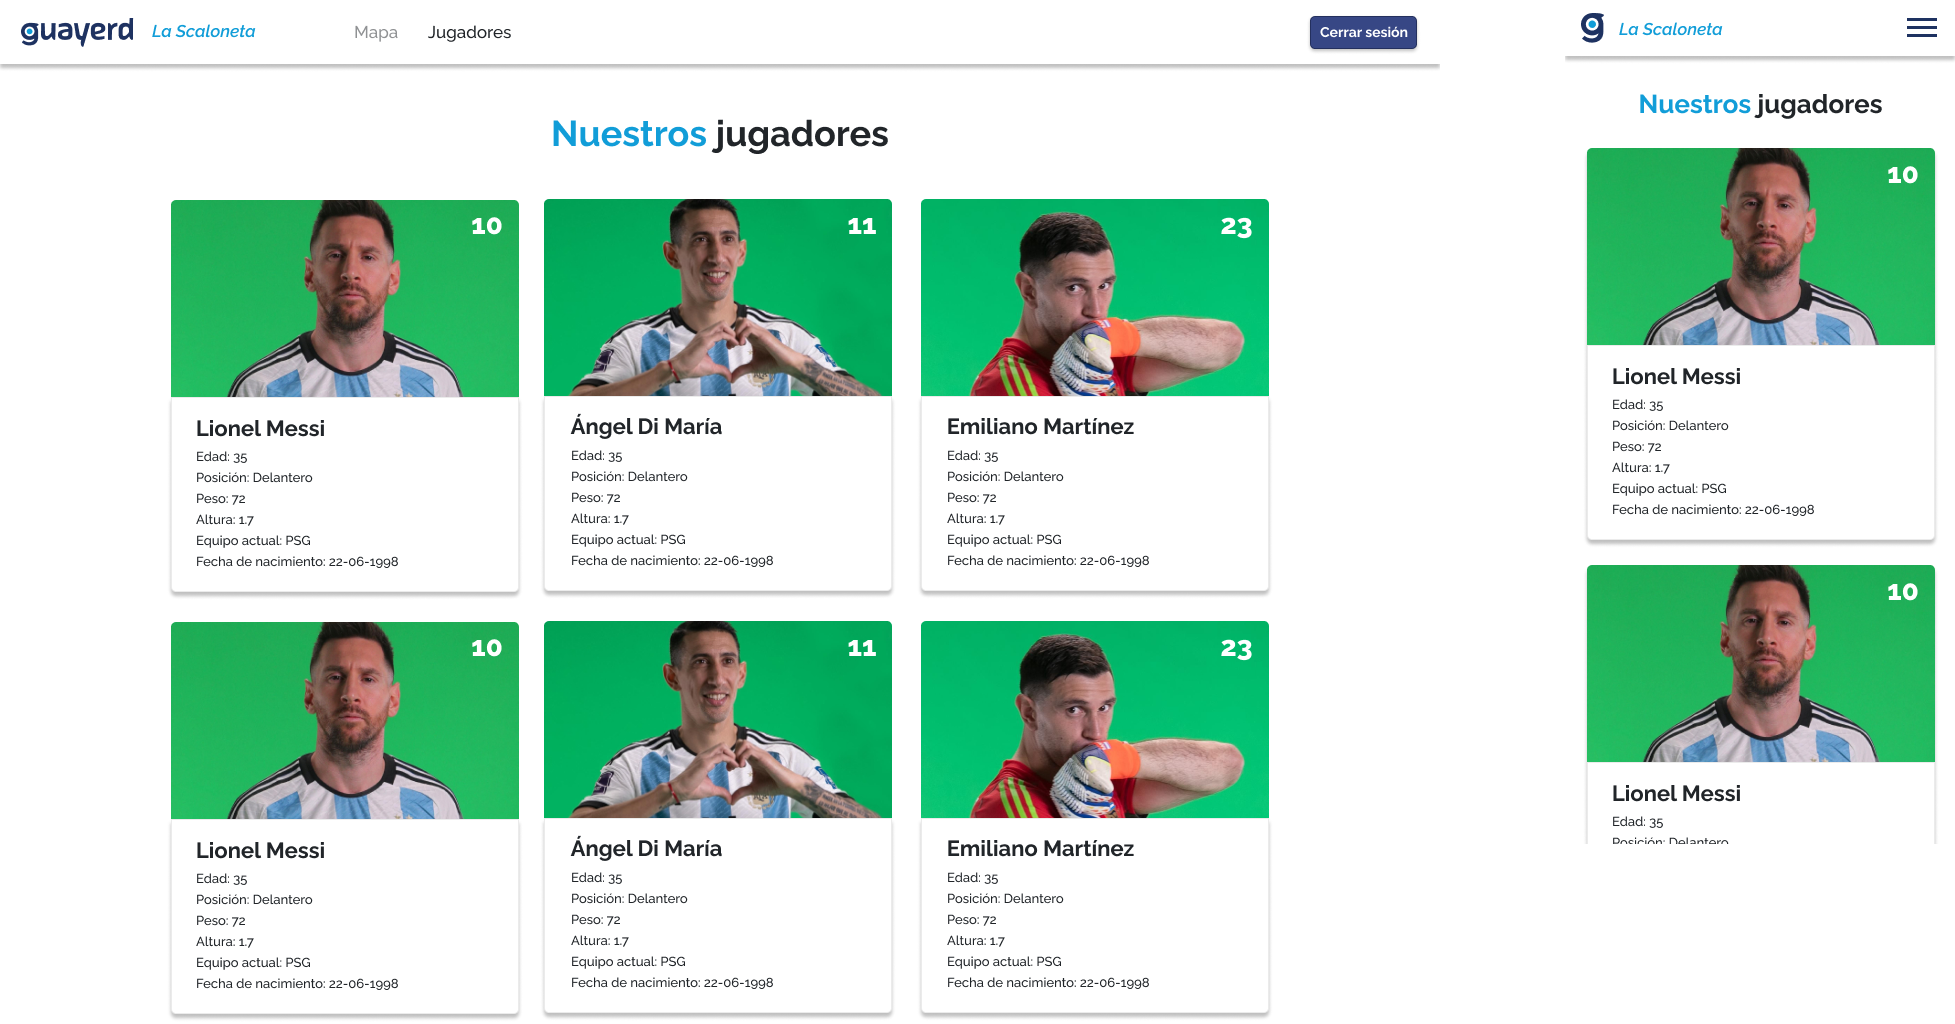 guayerd La Scaloneta Mapa Jugadores Cerrar sesión
Nuestros jugadores
10
Lionel Messi
Edad: 35
Posición: Delantero
Peso: 72
Altura: 1.7
Equipo actual: PSG
Fecha de nacimiento: 22-06-1998
11
Ángel Di María
Edad: 35
Posición: Delantero
Peso: 72
Altura: 1.7
Equipo actual: PSG
Fecha de nacimiento: 22-06-1998
23
Emiliano Martínez
Edad: 35
Posición: Delantero
Peso: 72
Altura: 1.7
Equipo actual: PSG
Fecha de nacimiento: 22-06-1998
10
Lionel Messi
Edad: 35
Posición: Delantero
Peso: 72
Altura: 1.7
Equipo actual: PSG
Fecha de nacimiento: 22-06-1998
11
Ángel Di María
Edad: 35
Posición: Delantero
Peso: 72
Altura: 1.7
Equipo actual: PSG
Fecha de nacimiento: 22-06-1998
23
Emiliano Martínez
Edad: 35
Posición: Delantero
Peso: 72
Altura: 1.7
Equipo actual: PSG
Fecha de nacimiento: 22-06-1998
g La Scaloneta
Nuestros jugadores
10
Lionel Messi
Edad: 35
Posición: Delantero
Peso: 72
Altura: 1.7
Equipo actual: PSG
Fecha de nacimiento: 22-06-1998
10
Lionel Messi
Edad: 35
Posición: Delantero